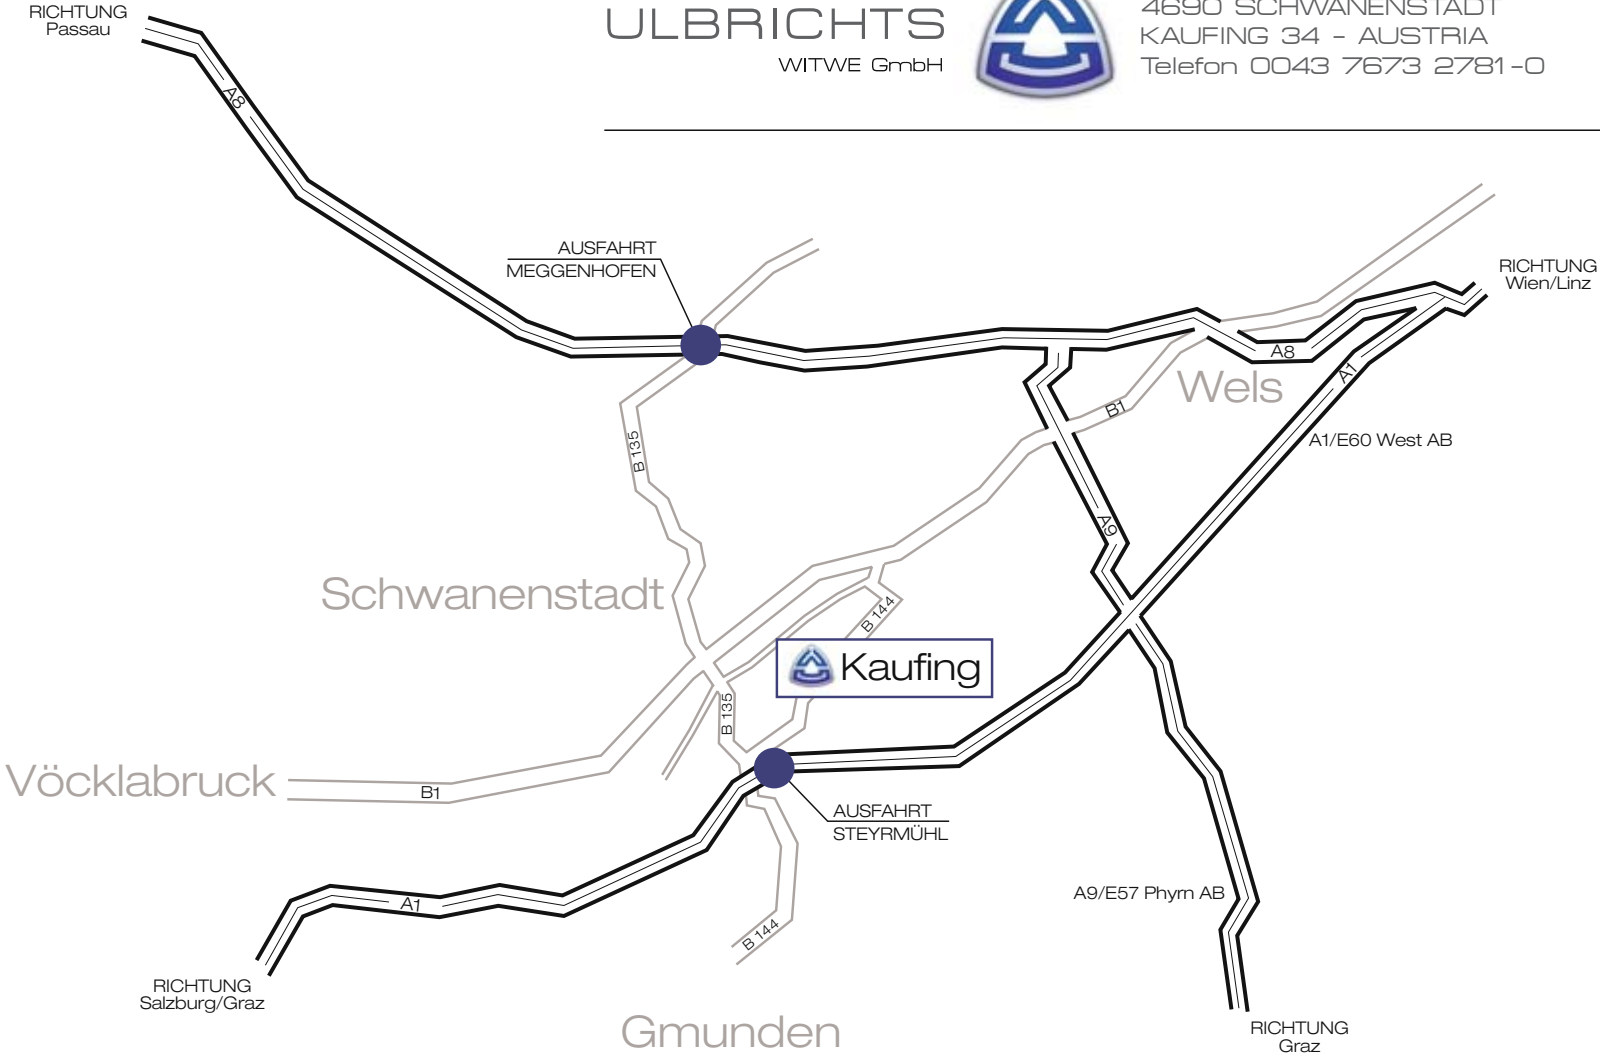 RICHTUNG
Passau
ULBRICHTS
WITWE GmbH
4690 SCHWANENSTADT
KAUFING 34 - AUSTRIA
Telefon 0043 7673 2781-0
A8
AUSFAHRT
MEGGENHOFEN
RICHTUNG
Wien/Linz
A8
A1
Wels
B1
A1/E60 West AB
B 135
A9
Schwanenstadt
B 144
Kaufing
B 135
Vöcklabruck
B1
AUSFAHRT
STEYRMÜHL
A1
A9/E57 Phyrn AB
B 144
RICHTUNG
Salzburg/Graz
Gmunden
RICHTUNG
Graz